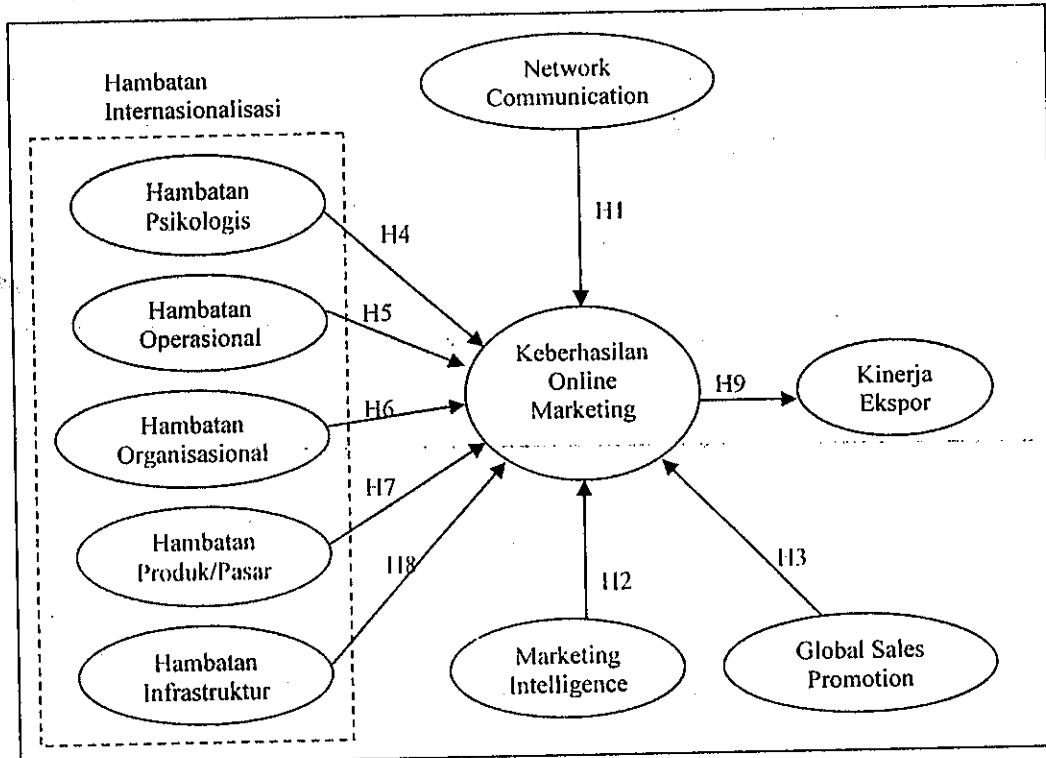 Hambatan
Internasionalisasi
Network
Communication
Hambatan
Psikologis
H4
H1
Hambatan
Operasional
H5
Keberhasilan
Online
Marketing
H9
Kinerja
Ekspor
Hambatan
Organisasional
H6
Hambatan
Produk/Pasar
H7
H8
H2
H3
Hambatan
Infrastruktur
Marketing
Intelligence
Global Sales
Promotion